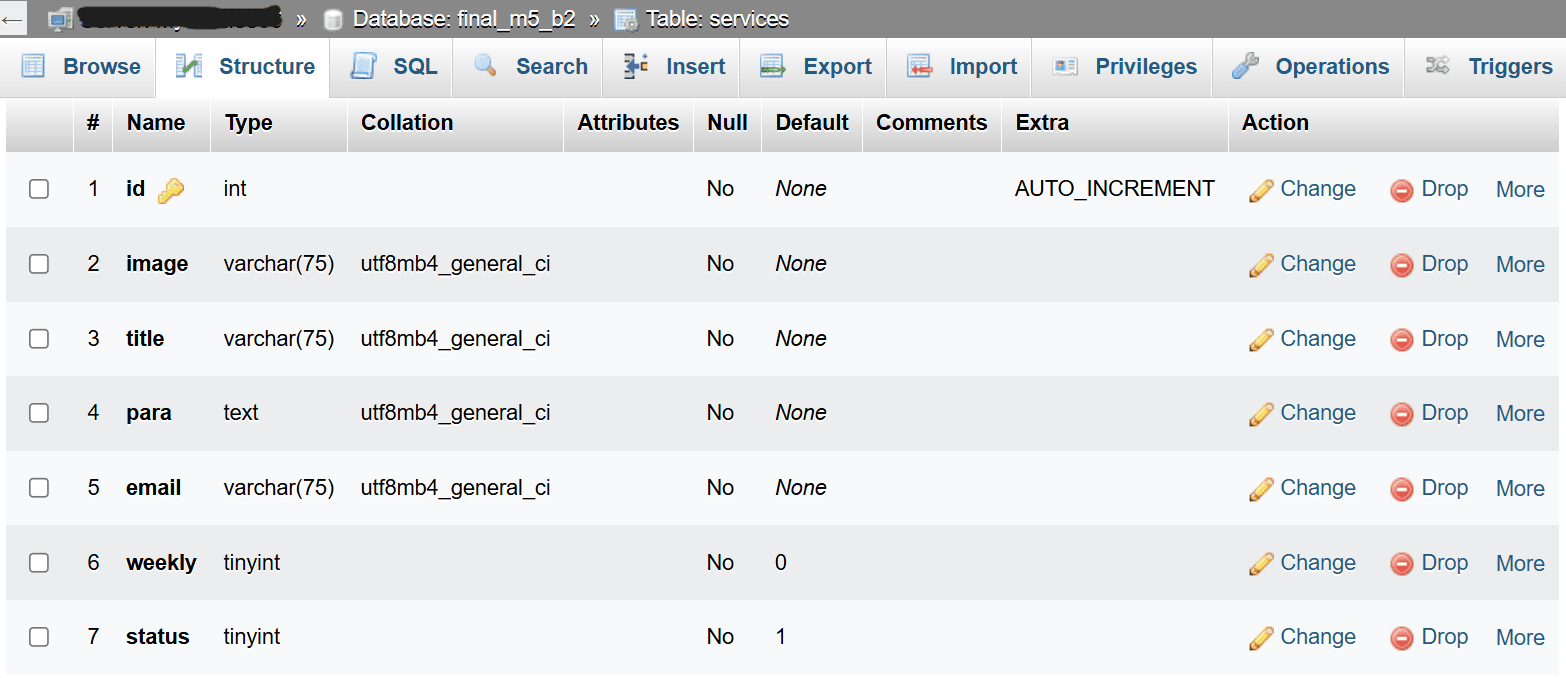 » Database: final_m5_b2 » Table: services
Browse Structure SQL Search Insert Export Import Privileges Operations Triggers
# Name Type Collation Attributes Null Default Comments Extra Action
1 id int No None AUTO_INCREMENT Change Drop More
2 image varchar(75) utf8mb4_general_ci No None Change Drop More
3 title varchar(75) utf8mb4_general_ci No None Change Drop More
4 para text utf8mb4_general_ci No None Change Drop More
5 email varchar(75) utf8mb4_general_ci No None Change Drop More
6 weekly tinyint No 0 Change Drop More
7 status tinyint No 1 Change Drop More